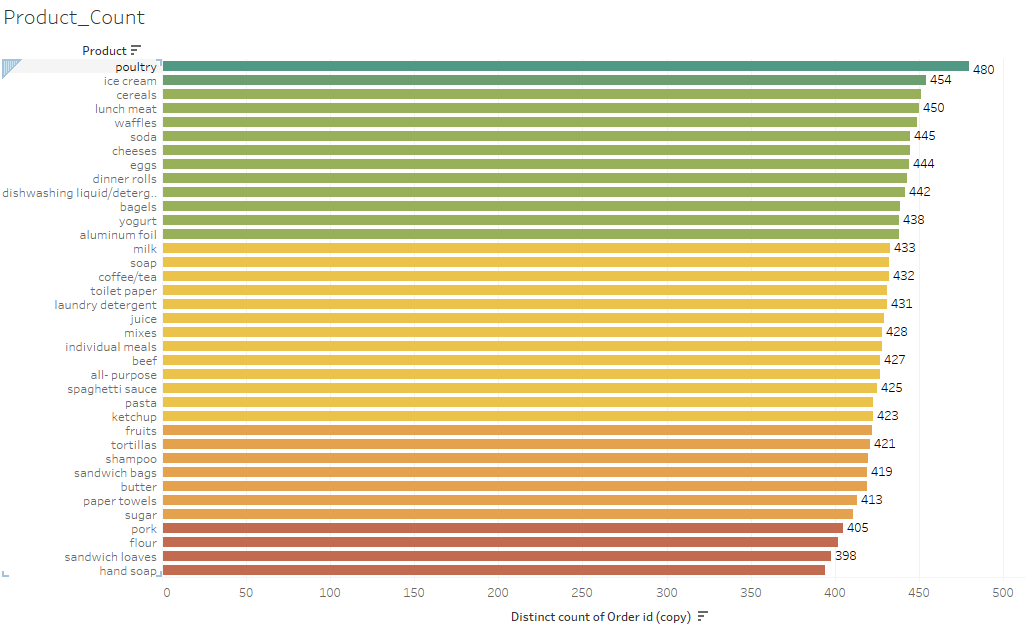 Product_Count
Product
poultry 480
ice cream 454
cereals
lunch meat 450
waffles
soda 445
cheeses
eggs 444
dinner rolls
dishwashing liquid/deterg.. 442
bagels
yogurt 438
aluminum foil
milk 433
soap
coffee/tea 432
toilet paper
laundry detergent 431
juice
mixes 428
individual meals
beef 427
all- purpose
spaghetti sauce 425
pasta
ketchup 423
fruits
tortillas 421
shampoo
sandwich bags 419
butter
paper towels 413
sugar
pork 405
flour
sandwich loaves 398
hand soap
0 50 100 150 200 250 300 350 400 450 500
Distinct count of Order id (copy)